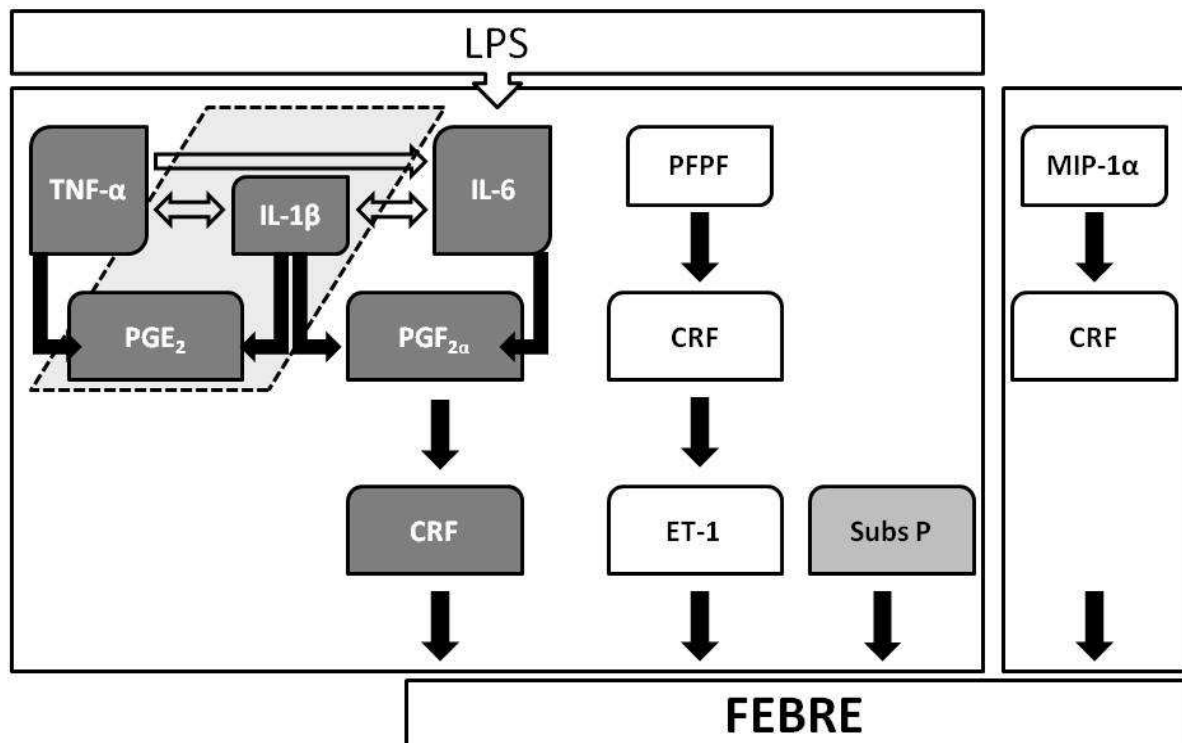 LPS
TNF-α
IL-1β
IL-6
PFPF
MIP-1α
PGE₂
PGF₂α
CRF
CRF
CRF
ET-1
Subs P
FEBRE